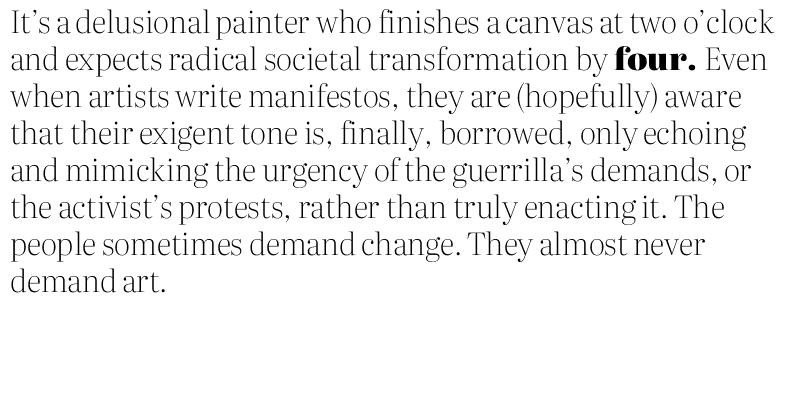 It’s a delusional painter who finishes a canvas at two o’clock
and expects radical societal transformation by four. Even
when artists write manifestos, they are (hopefully) aware
that their exigent tone is, finally, borrowed, only echoing
and mimicking the urgency of the guerrilla’s demands, or
the activist’s protests, rather than truly enacting it. The
people sometimes demand change. They almost never
demand art.